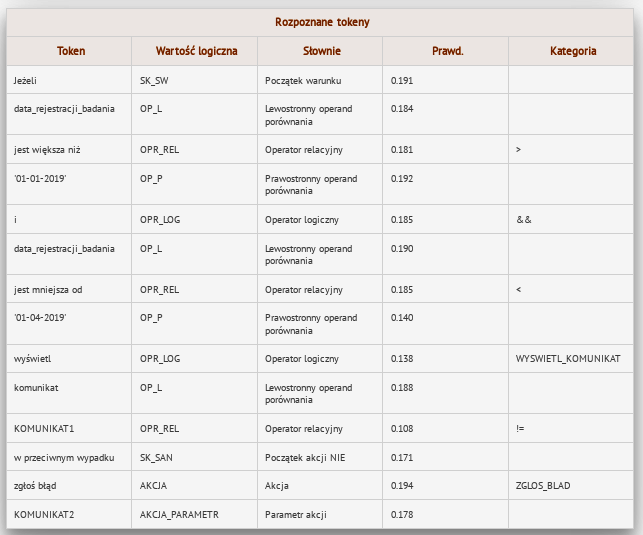 Rozpoznane tokeny
Token Wartość logiczna Słownie Prawd. Kategoria
Jeżeli SK_SW Początek warunku 0.191
data_rejestracji_badania OP_L Lewostronny operand 0.184
porównania
jest większa niż OPR_REL Operator relacyjny 0.181 >
'01-01-2019' OP_P Prawostronny operand 0.192
porównania
i OPR_LOG Operator logiczny 0.185 &&
data_rejestracji_badania OP_L Lewostronny operand 0.190
porównania
jest mniejsza od OPR_REL Operator relacyjny 0.185 <
'01-04-2019' OP_P Prawostronny operand 0.140
porównania
wyświetl OPR_LOG Operator logiczny 0.138 WYSWIETL_KOMUNIKAT
komunikat OP_L Lewostronny operand 0.188
porównania
KOMUNIKAT1 OPR_REL Operator relacyjny 0.108 !=
w przeciwnym wypadku SK_SAN Początek akcji NIE 0.171
zgłoś błąd AKCJA Akcja 0.194 ZGLOS_BLAD
KOMUNIKAT2 AKCJA_PARAMETR Parametr akcji 0.178